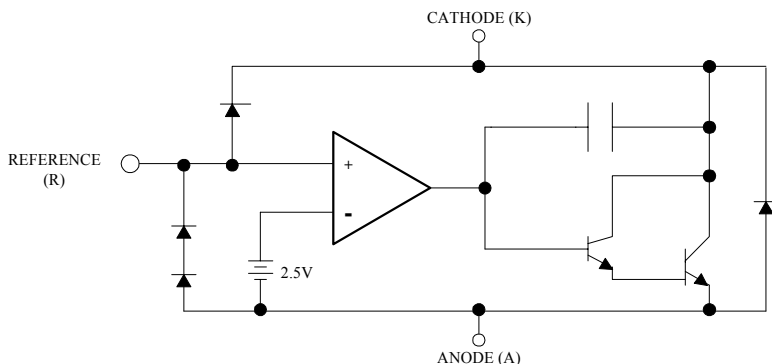 CATHODE (K)
REFERENCE
(R)
+
-
2.5V
ANODE (A)